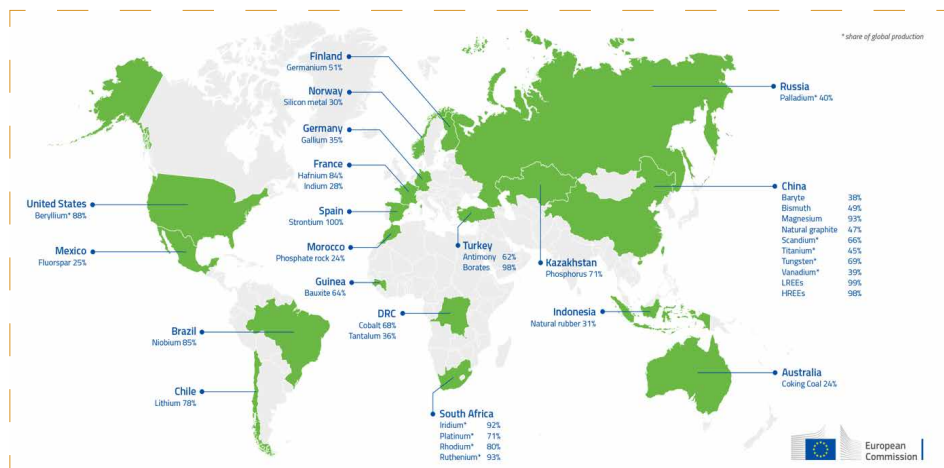 * share of global production
Finland
Germanium 51%
Norway
Silicon metal 30%
Germany
Gallium 35%
France
Hafnium 84%
Indium 28%
Spain
Strontium 100%
Morocco
Phosphate rock 24%
Guinea
Bauxite 64%
DRC
Cobalt 68%
Tantalum 36%
United States
Beryllium* 88%
Mexico
Fluorspar 25%
Brazil
Niobium 85%
Chile
Lithium 78%
South Africa
Iridium* 92%
Platinum* 71%
Rhodium* 80%
Ruthenium* 93%
Turkey
Antimony 62%
Borates 98%
Kazakhstan
Phosphorus 71%
Indonesia
Natural rubber 31%
Russia
Palladium* 40%
China
Baryte 38%
Bismuth 49%
Magnesium 93%
Natural graphite 47%
Scandium* 66%
Titanium* 45%
Tungsten* 69%
Vanadium* 39%
LREEs 99%
HREEs 98%
Australia
Coking Coal 24%
European
Commission